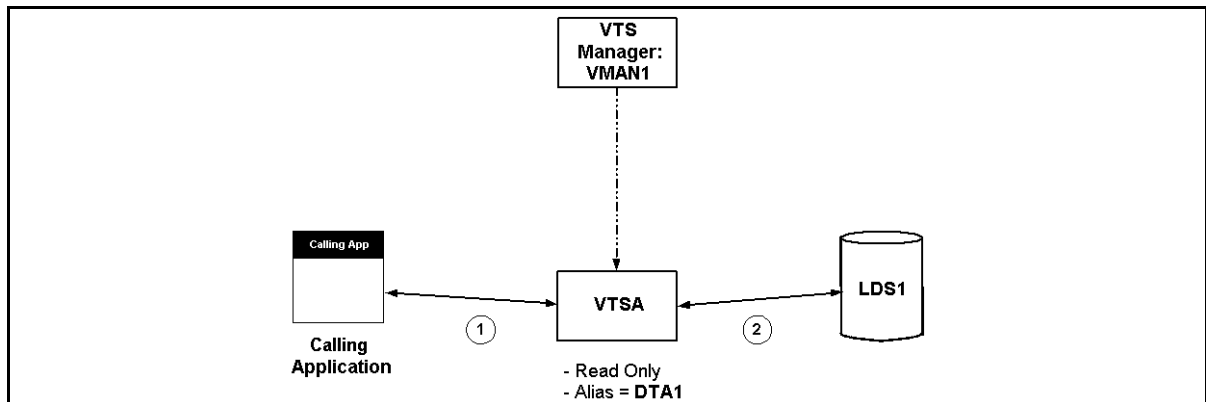 VTS
Manager:
VMAN1
Calling App
LDS1
VTSA
1
2
Calling
Application
- Read Only
- Alias = DTA1